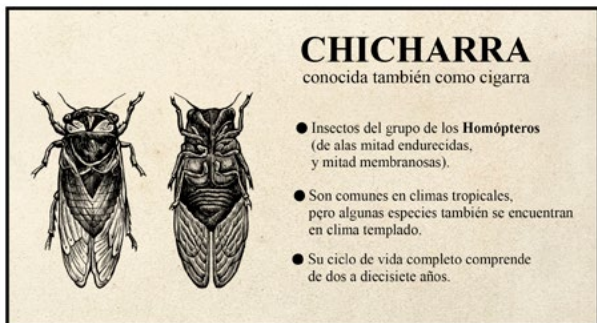 CHICHARRA
conocida también como cigarra
● Insectos del grupo de los Homópteros
(de alas mitad endurecidas,
y mitad membranosas).
● Son comunes en climas tropicales,
pero algunas especies también se encuentran
en clima templado.
● Su ciclo de vida completo comprende
de dos a diecisiete años.